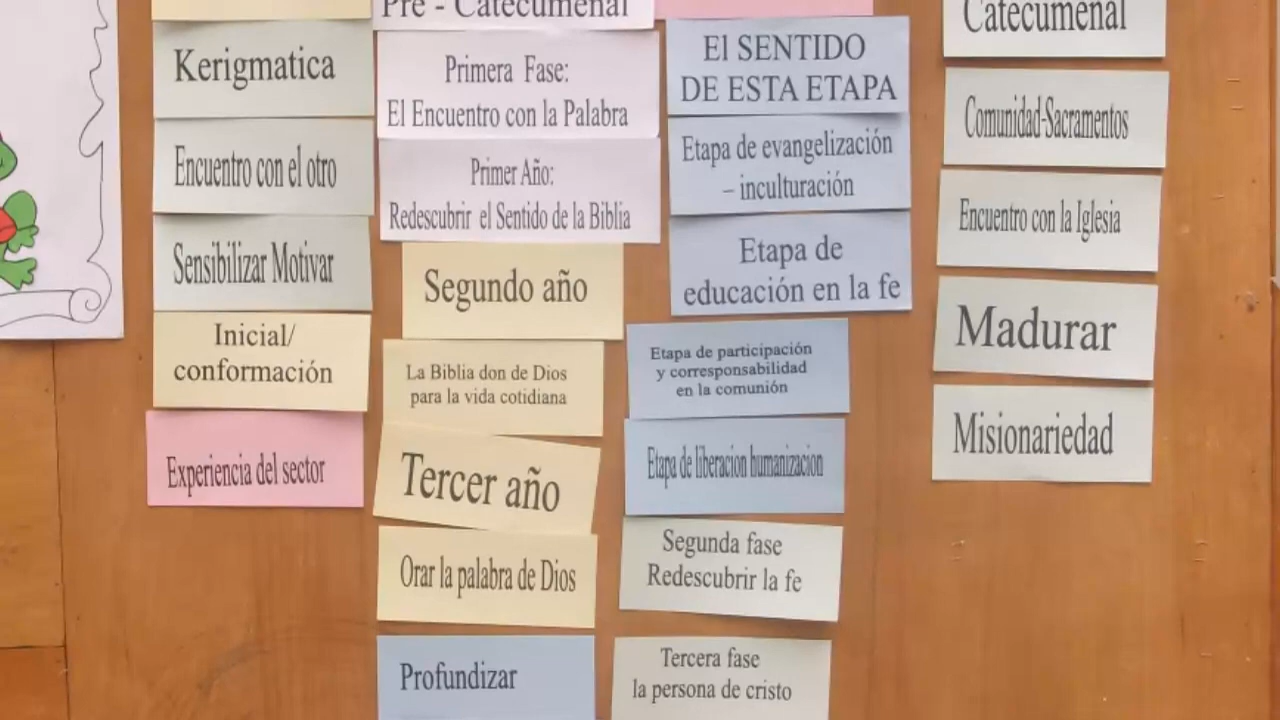 Kerigmatica
Encuentro con el otro
Sensibilizar Motivar
Inicial/
conformación
Experiencia del sector
Pre - Catecumenal
Primera Fase:
El Encuentro con la Palabra
Primer Año:
Redescubrir el Sentido de la Biblia
Segundo año
La Biblia don de Dios
para la vida cotidiana
Tercer año
Orar la palabra de Dios
Profundizar
El SENTIDO
DE ESTA ETAPA
Etapa de evangelización
– inculturación
Etapa de
educación en la fe
Etapa de participación
y corresponsabilidad
en la comunión
Etapa de liberacion humanizacion
Segunda fase
Redescubrir la fe
Tercera fase
la persona de cristo
Catecumenal
Comunidad-Sacramentos
Encuentro con la Iglesia
Madurar
Misionariedad